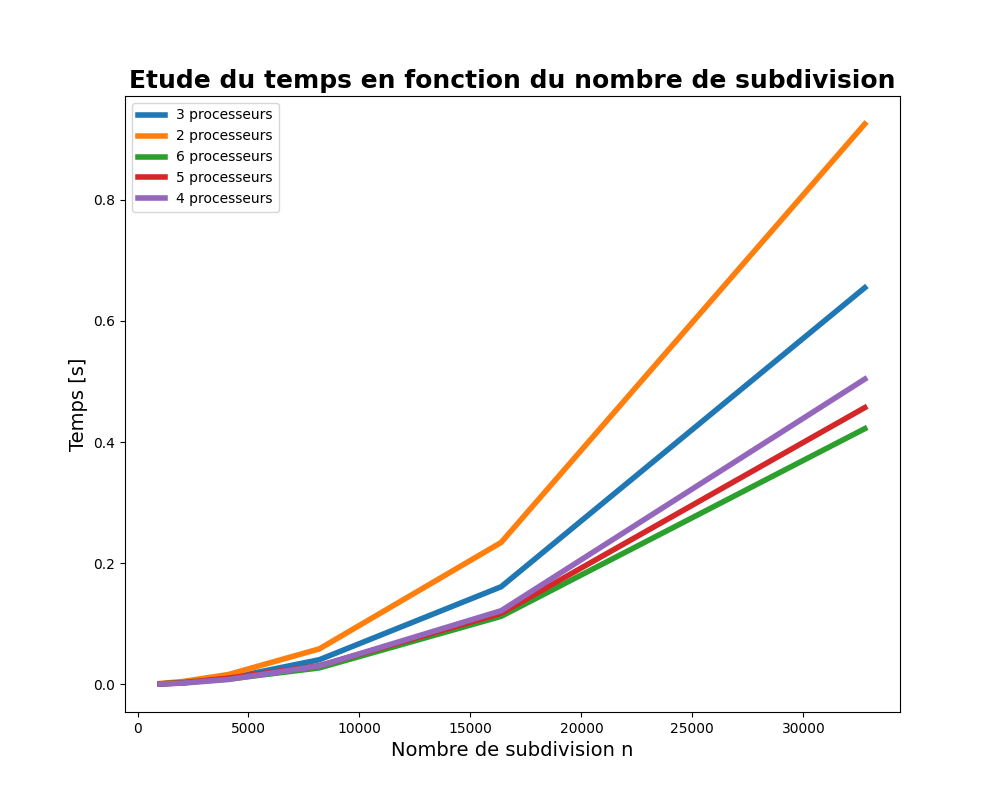 Etude du temps en fonction du nombre de subdivision
3 processeurs
2 processeurs
6 processeurs
5 processeurs
4 processeurs
Temps [s]
0.8
0.6
0.4
0.2
0.0
0 5000 10000 15000 20000 25000 30000
Nombre de subdivision n